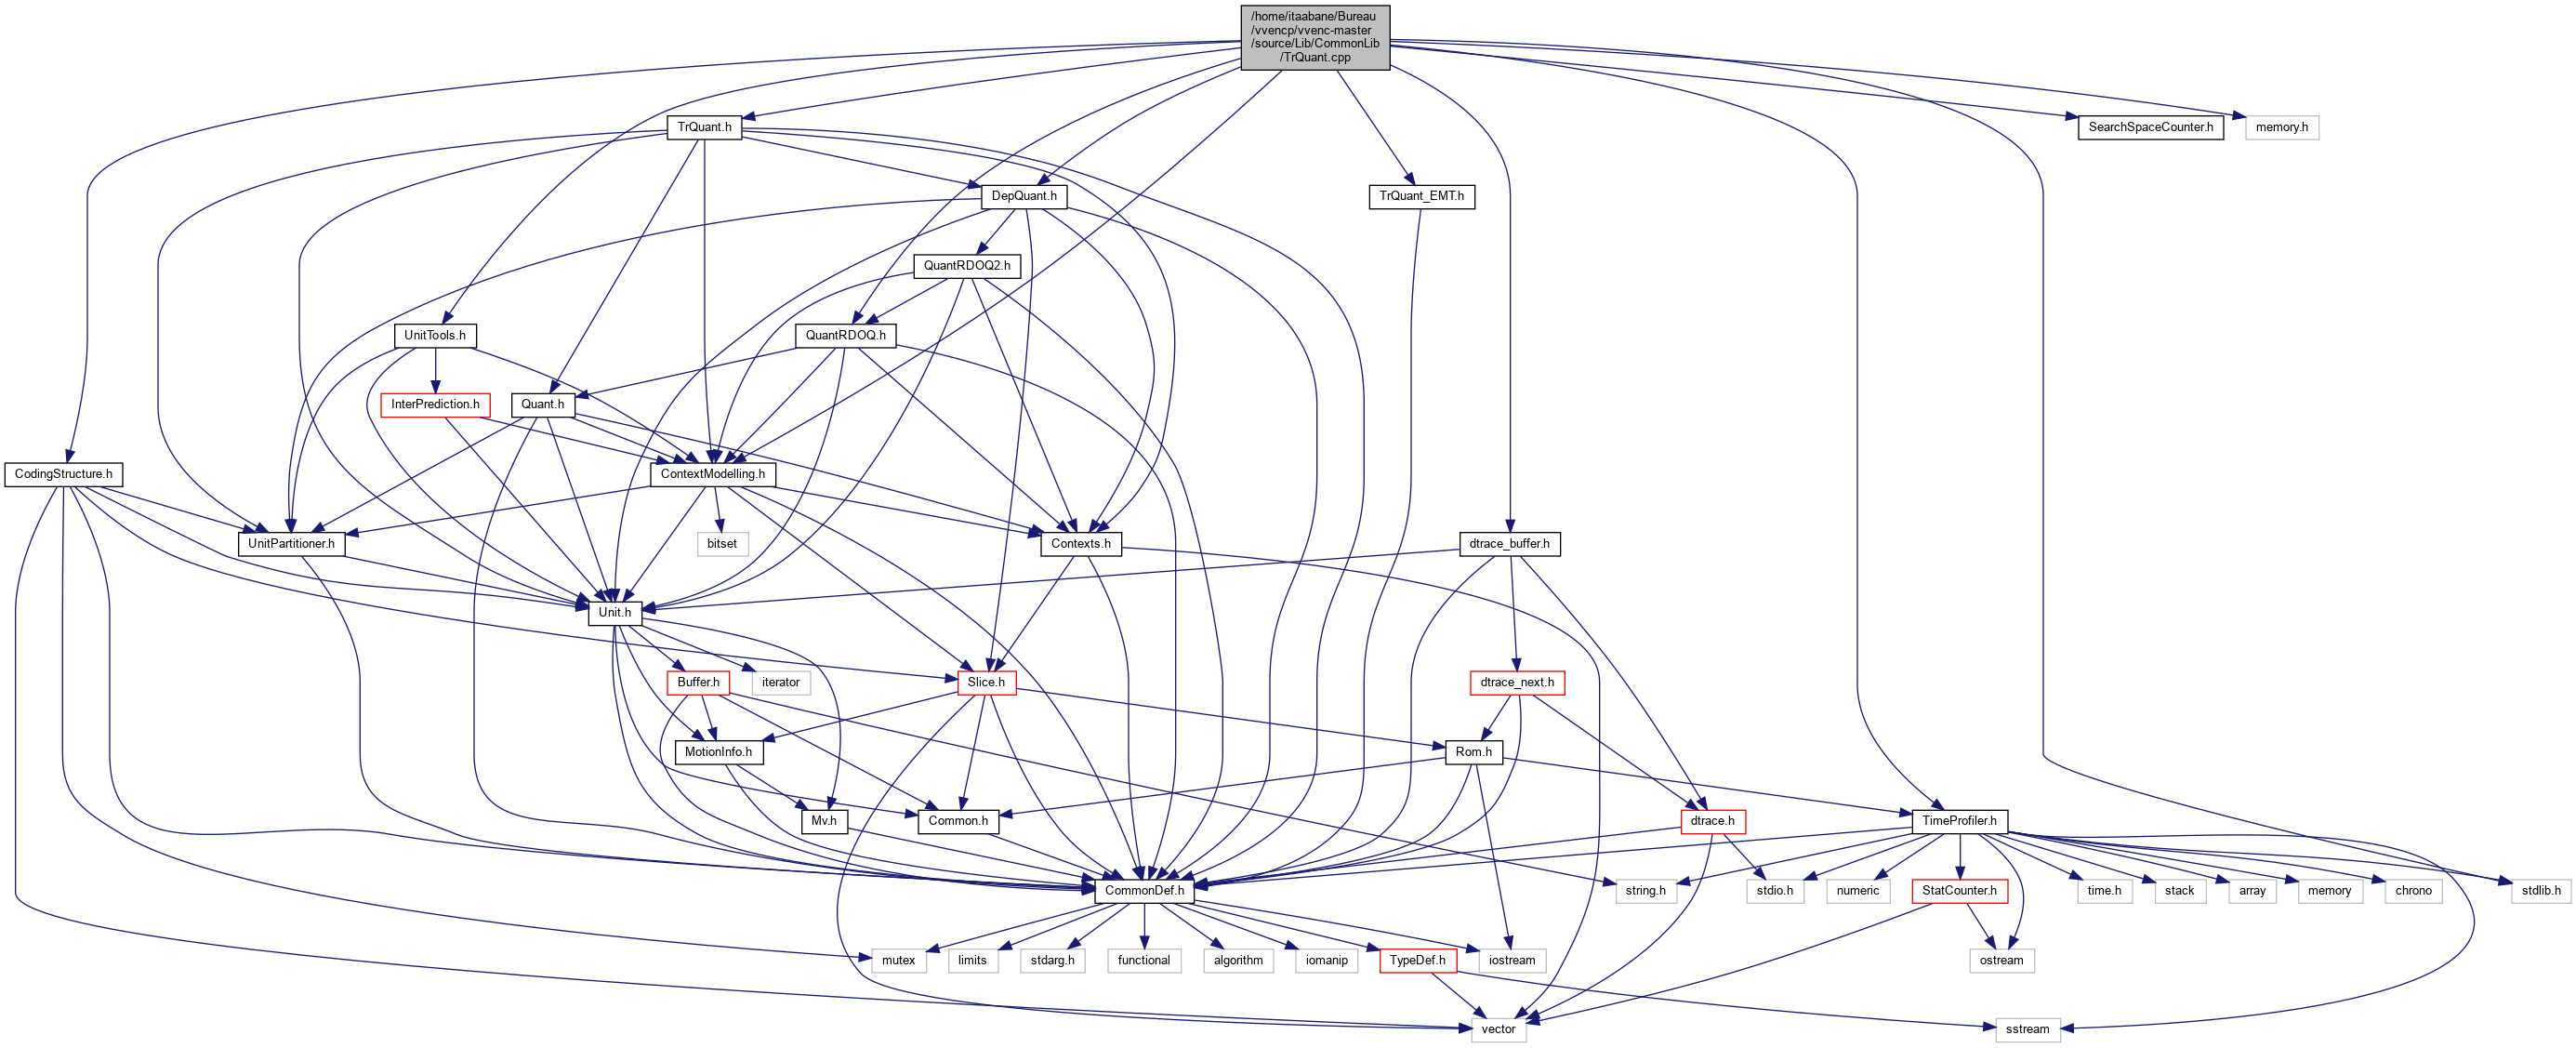 /home/itaabane/Bureau
/vvencp/vvenc-master
/source/Lib/CommonLib
/TrQuant.cpp
TrQuant.h
SearchSpaceCounter.h
memory.h
DepQuant.h
TrQuant_EMT.h
QuantRDOQ2.h
UnitTools.h
QuantRDOQ.h
InterPrediction.h
Quant.h
CodingStructure.h
ContextModelling.h
UnitPartitioner.h
bitset
Contexts.h
dtrace_buffer.h
Unit.h
Buffer.h
iterator
Slice.h
dtrace_next.h
MotionInfo.h
Rom.h
Mv.h
Common.h
dtrace.h
TimeProfiler.h
CommonDef.h
string.h
stdio.h
numeric
StatCounter.h
time.h
stack
array
memory
chrono
stdlib.h
mutex
limits
stdarg.h
functional
algorithm
iomanip
TypeDef.h
iostream
ostream
vector
sstream